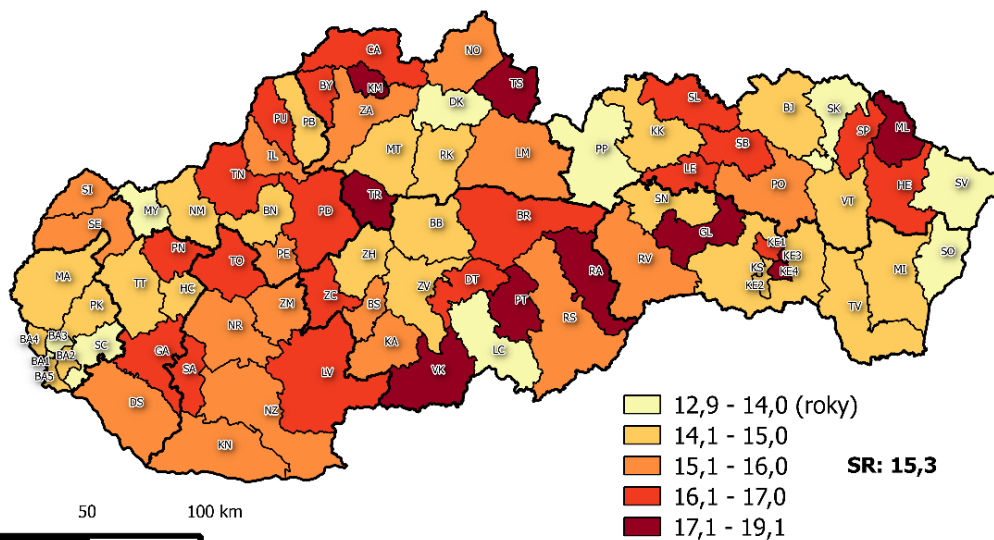 CA
NO
BY
KM
TS
PU
PB
ZA
DK
SL
BJ
SK
SP
ML
KK
IL
MT
RK
LM
PP
SB
HE
SV
TN
LE
PO
VT
SI
MY
NM
BN
PD
TR
SN
SE
BB
BR
GL
SO
PN
TO
PE
ZH
RV
KE1
KE3
MA
TT
HC
ZC
ZV
DT
RA
KS
KE4
MI
PK
ZM
BS
PT
KE2
TV
BA4
BA3
SC
NR
RS
BA1
BA2
GA
SA
KA
LC
BA5
LV
VK
DS
NZ
KN
12,9 - 14,0 (roky)
14,1 - 15,0
15,1 - 16,0
SR: 15,3
16,1 - 17,0
17,1 - 19,1
50 100 km